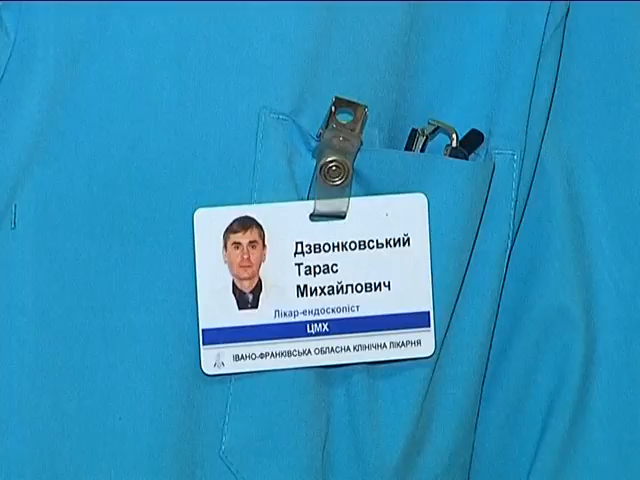 Дзвонковський
Тарас
Михайлович
Лікар-ендоскопіст
ЦМХ
ІВАНО-ФРАНКІВСЬКА ОБЛАСНА КЛІНІЧНА ЛІКАРНЯ